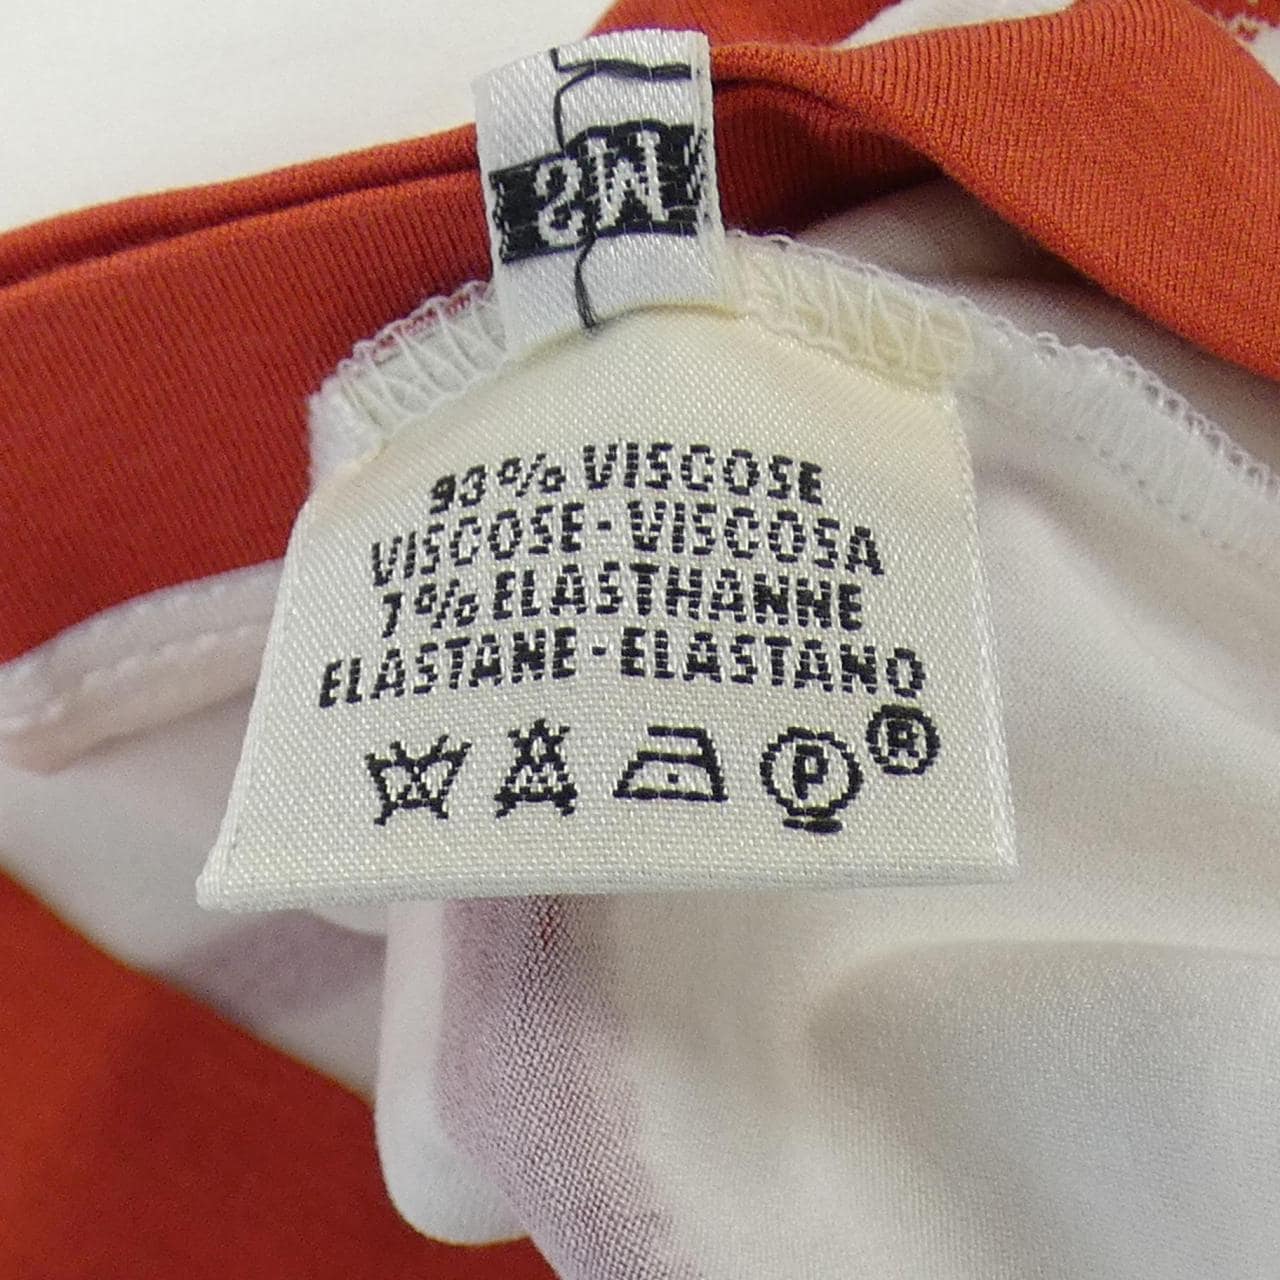 93% VISCOSE
VISCOSE-VISCOSA
7% ELASTHANNE
ELASTANE-ELASTANO
P ®